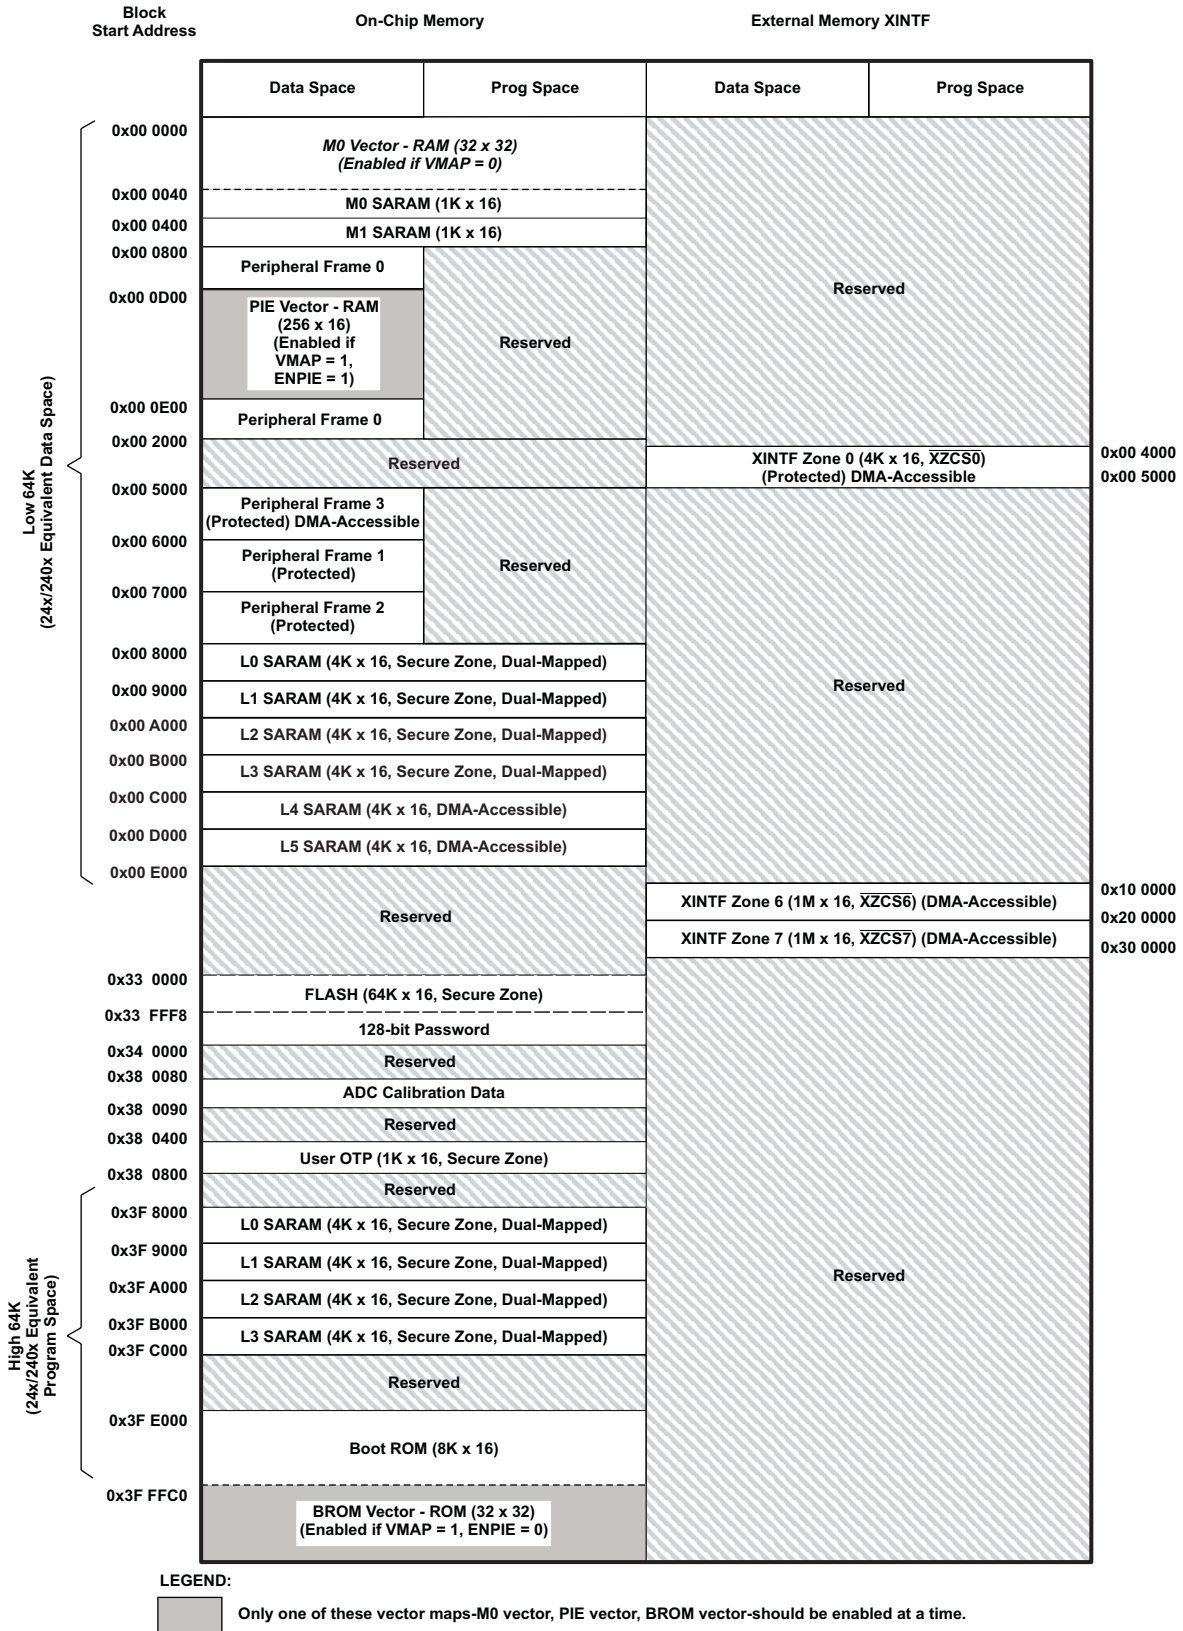 Block
Start Address
On-Chip Memory
External Memory XINTF
Data Space
Prog Space
Data Space
Prog Space
0x00 0000
M0 Vector - RAM (32 x 32)
(Enabled if VMAP = 0)
0x00 0040
M0 SARAM (1K x 16)
0x00 0400
M1 SARAM (1K x 16)
0x00 0800
Peripheral Frame 0
0x00 0D00
PIE Vector - RAM
(256 x 16)
(Enabled if
VMAP = 1,
ENPIE = 1)
Reserved
Reserved
0x00 0E00
Peripheral Frame 0
0x00 2000
Reserved
XINTF Zone 0 (4K x 16, XZCS0)
(Protected) DMA-Accessible
0x00 4000
0x00 5000
Low 64K
(24x/240x Equivalent Data Space)
0x00 5000
Peripheral Frame 3
(Protected) DMA-Accessible
0x00 6000
Peripheral Frame 1
(Protected)
Reserved
0x00 7000
Peripheral Frame 2
(Protected)
0x00 8000
L0 SARAM (4K x 16, Secure Zone, Dual-Mapped)
0x00 9000
L1 SARAM (4K x 16, Secure Zone, Dual-Mapped)
Reserved
0x00 A000
L2 SARAM (4K x 16, Secure Zone, Dual-Mapped)
0x00 B000
L3 SARAM (4K x 16, Secure Zone, Dual-Mapped)
0x00 C000
L4 SARAM (4K x 16, DMA-Accessible)
0x00 D000
L5 SARAM (4K x 16, DMA-Accessible)
0x00 E000
Reserved
0x10 0000
XINTF Zone 6 (1M x 16, XZCS6) (DMA-Accessible)
0x20 0000
XINTF Zone 7 (1M x 16, XZCS7) (DMA-Accessible)
0x30 0000
0x33 0000
FLASH (64K x 16, Secure Zone)
0x33 FFF8
128-bit Password
0x34 0000
Reserved
0x38 0080
ADC Calibration Data
0x38 0090
Reserved
0x38 0400
User OTP (1K x 16, Secure Zone)
0x38 0800
Reserved
0x3F 8000
L0 SARAM (4K x 16, Secure Zone, Dual-Mapped)
0x3F 9000
L1 SARAM (4K x 16, Secure Zone, Dual-Mapped)
Reserved
0x3F A000
L2 SARAM (4K x 16, Secure Zone, Dual-Mapped)
0x3F B000
L3 SARAM (4K x 16, Secure Zone, Dual-Mapped)
0x3F C000
Reserved
High 64K
(24x/240x Equivalent
Program Space)
0x3F E000
Boot ROM (8K x 16)
0x3F FFC0
BROM Vector - ROM (32 x 32)
(Enabled if VMAP = 1, ENPIE = 0)
LEGEND:
Only one of these vector maps-M0 vector, PIE vector, BROM vector-should be enabled at a time.